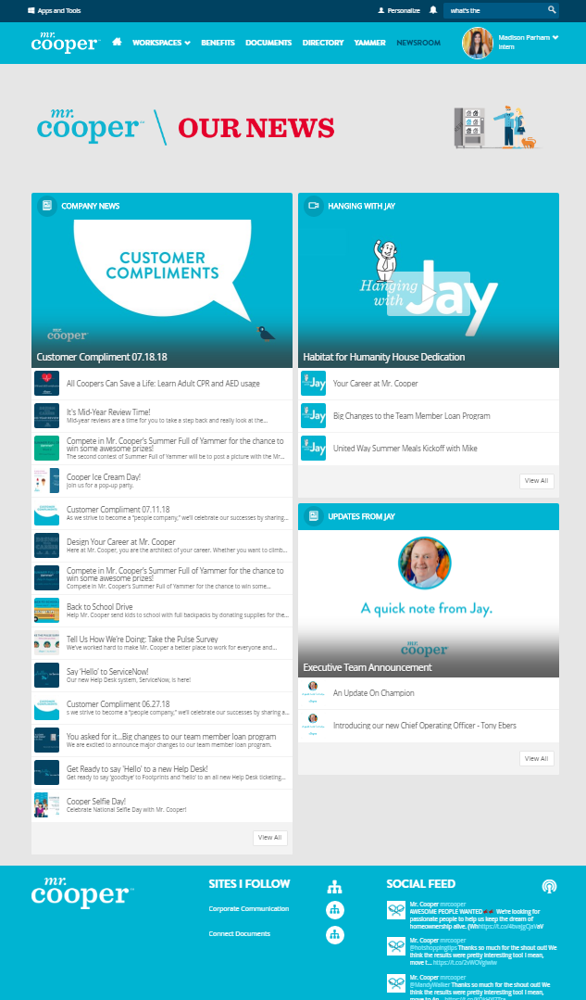 Apps and Tools
Personalize
what's the
mr.
cooper
WORKSPACES
BENEFITS
DOCUMENTS
DIRECTORY
YAMMER
NEWSROOM
Madison Parham
Intern
mr.
cooper
OUR NEWS
COMPANY NEWS
CUSTOMER
COMPLIMENTS
mr.
cooper
Customer Compliment 07.18.18
All Coopers Can Save a Life: Learn Adult CPR and AED usage
It's Mid-Year Review Time!
Mid-year reviews are a time for you to take a step back and really look at the...
Compete in Mr. Cooper's Summer Full of Yammer for the chance to
win some awesome prizes!
The second contest of Summer Full of Yammer will be to post a picture with the Mr...
Cooper Ice Cream Day!
Join us for a pop-up party.
Customer Compliment 07.11.18
As we strive to become a "people company," we'll celebrate our successes by sharing...
Design Your Career at Mr. Cooper
Here at Mr. Cooper, you are the architect of your career. Whether you want to climb...
Compete in Mr. Cooper's Summer Full of Yammer for the chance to
win some awesome prizes!
Compete in Mr. Cooper's Summer Full of Yammer for the chance to win some...
Back to School Drive
Help Mr. Cooper send kids to school with full backpacks by donating supplies for the...
Tell Us How We're Doing: Take the Pulse Survey
We've worked hard to make Mr. Cooper a better place to work for everyone and...
Say 'Hello' to ServiceNow!
Our new Help Desk system, ServiceNow, is here!
Customer Compliment 06.27.18
s we strive to become a "people company," we'll celebrate our successes by sharing a...
You asked for it...Big changes to our team member loan program
We are excited to announce major changes to our team member loan program.
Get Ready to say 'Hello' to a new Help Desk!
Get ready to say 'goodbye' to Footprints and 'hello' to an all new Help Desk ticketing...
Cooper Selfie Day!
Celebrate National Selfie Day with Mr. Cooper!
View All
HANGING WITH JAY
Hanging
with
Jay
Habitat for Humanity House Dedication
Jay
Your Career at Mr. Cooper
Jay
Big Changes to the Team Member Loan Program
Jay
United Way Summer Meals Kickoff with Mike
View All
UPDATES FROM JAY
A quick note from Jay.
mr.
cooper
Executive Team Announcement
An Update On Champion
Introducing our new Chief Operating Officer - Tony Ebers
View All
mr.
cooper
SITES I FOLLOW
Corporate Communication
Connect Documents
SOCIAL FEED
Mr. Cooper mrcooper
AWESOME PEOPLE WANTED We're looking for
passionate people to help us keep the dream of
homeownership alive.
Mr. Cooper mrcooper
@hotshoppingtips Thanks so much for the shout out! We
think the results were pretty interesting too! I mean,
move t...
Mr. Cooper mrcooper
@MandyWalker Thanks so much for the shout out! We
think the results were pretty interesting too! I mean,